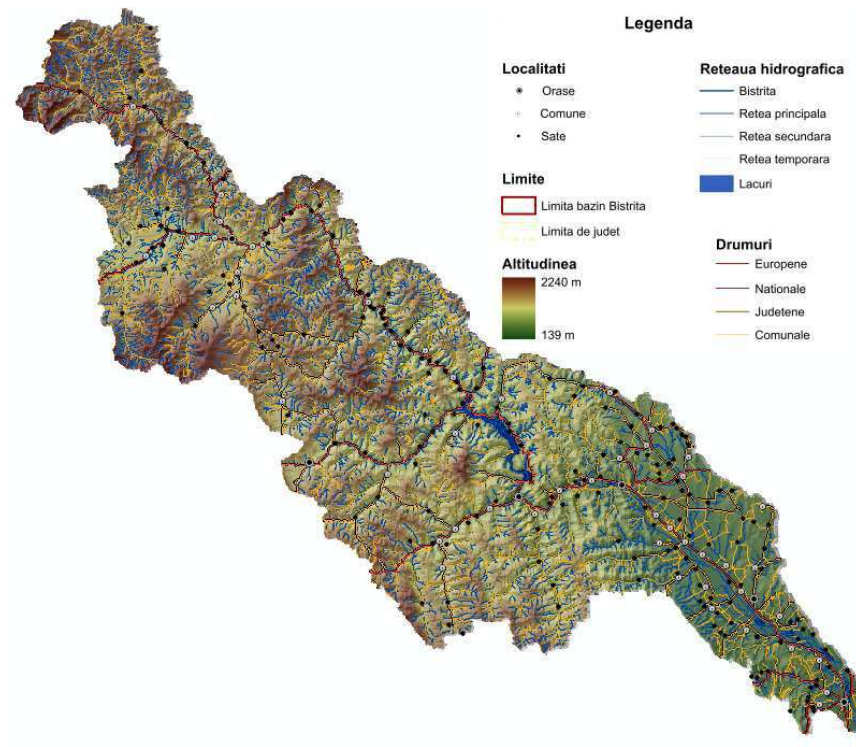 Legenda
Localitati
Orase
Comune
Sate
Limite
Limita bazin Bistrita
Limita de judet
Altitudinea
2240 m
139 m
Reteaua hidrografica
Bistrita
Retea principala
Retea secundara
Retea temporara
Lacuri
Drumuri
Europene
Nationale
Judetene
Comunale